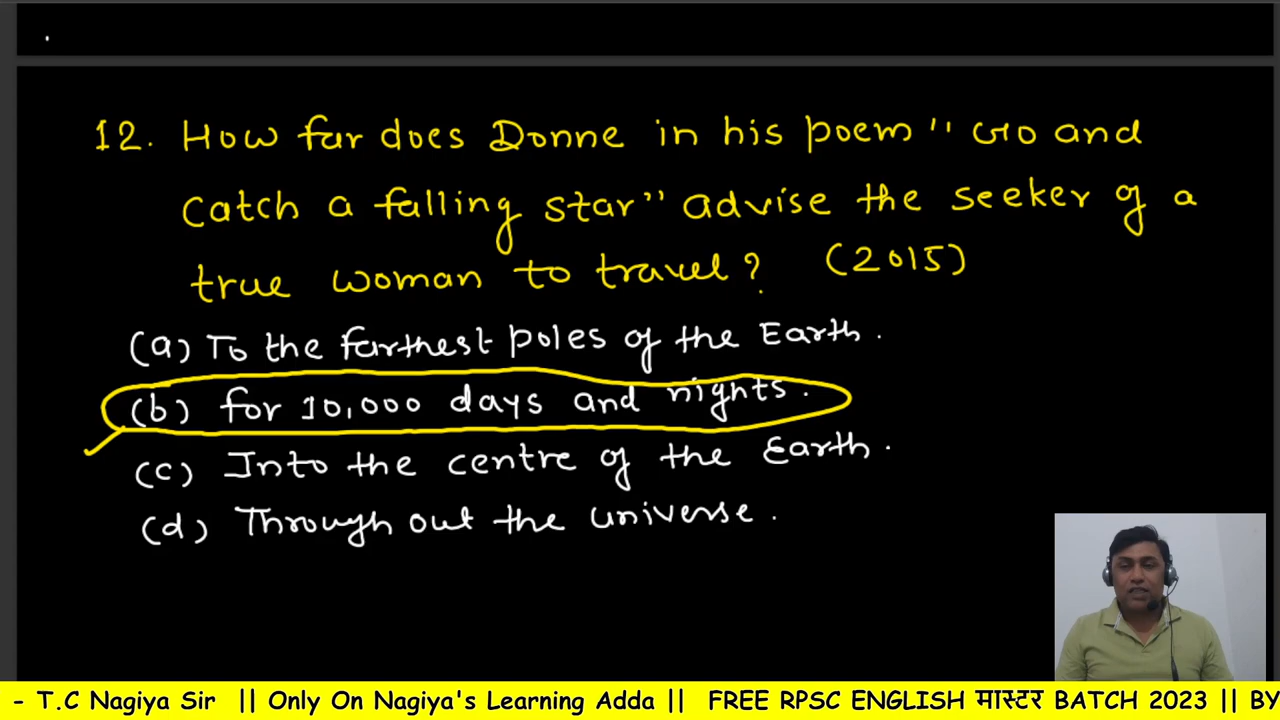 12. How far does Donne in his poem "Go and
catch a falling star" advise the seeker of a
true woman to travel? (2015)
(a) To the farthest poles of the Earth.
(b) for 10,000 days and nights.
(c) Into the centre of the Earth.
(d) Through out the universe.
- T.C Nagiya Sir || Only On Nagiya's Learning Adda || FREE RPSC ENGLISH मास्टर BATCH 2023 || BY